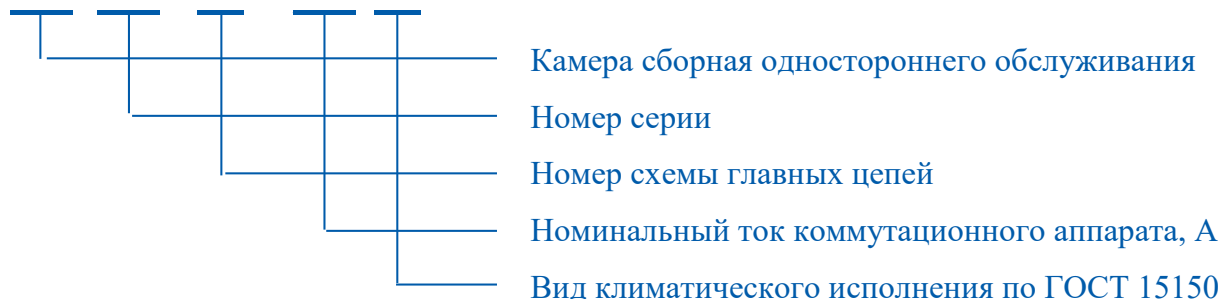 Камера сборная одностороннего обслуживания
Номер серии
Номер схемы главных цепей
Номинальный ток коммутационного аппарата, А
Вид климатического исполнения по ГОСТ 15150